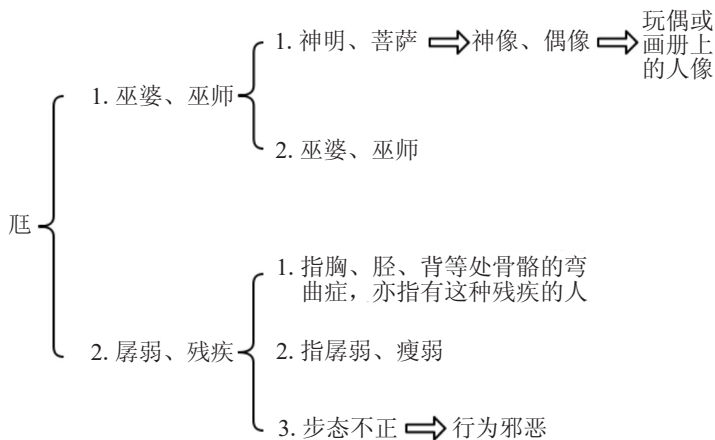 1. 神明、菩萨
神像、偶像
玩偶或
画册上
的人像
1. 巫婆、巫师
2. 巫婆、巫师
尫
1. 指胸、胫、背等处骨骼的弯
曲症，亦指有这种残疾的人
2. 孱弱、残疾
2. 指孱弱、瘦弱
3. 步态不正
行为邪恶